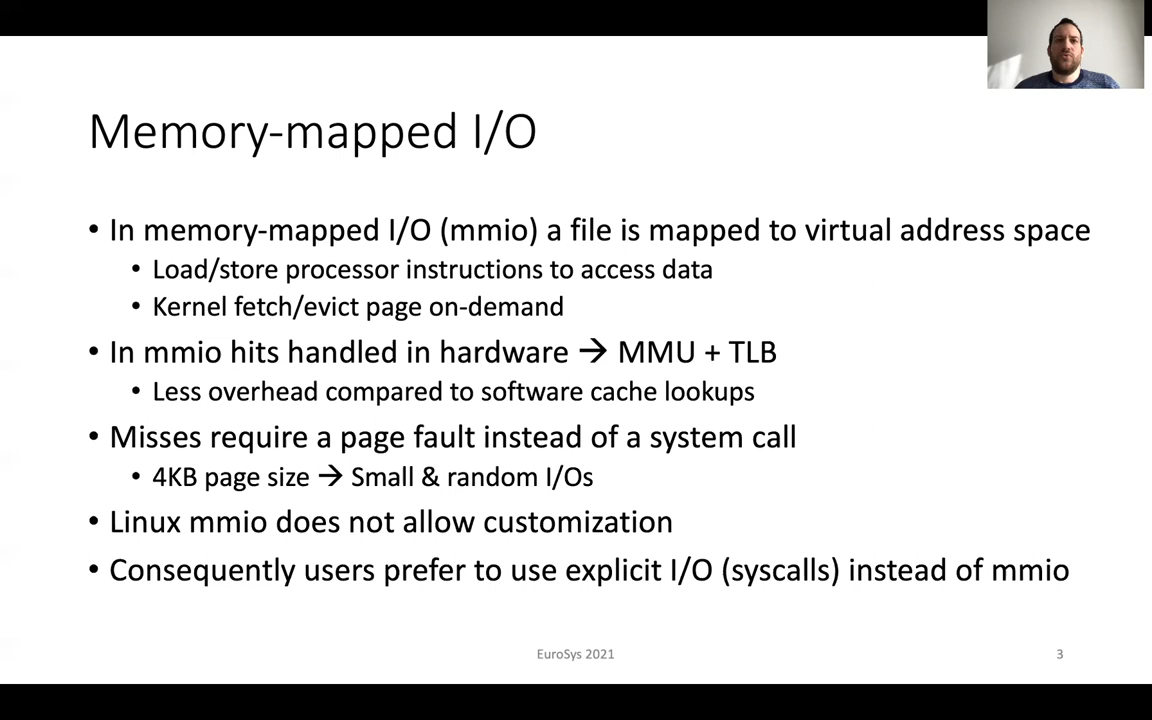 Memory-mapped I/O
• In memory-mapped I/O (mmio) a file is mapped to virtual address space
• Load/store processor instructions to access data
• Kernel fetch/evict page on-demand
• In mmio hits handled in hardware → MMU + TLB
• Less overhead compared to software cache lookups
• Misses require a page fault instead of a system call
• 4KB page size → Small & random I/Os
• Linux mmio does not allow customization
• Consequently users prefer to use explicit I/O (syscalls) instead of mmio
EuroSys 2021
3